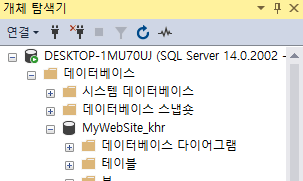 개체 탐색기
연결
DESKTOP-1MU70UJ (SQL Server 14.0.2002 -
데이터베이스
시스템 데이터베이스
데이터베이스 스냅숏
MyWebSite_khr
데이터베이스 다이어그램
테이블
뷰